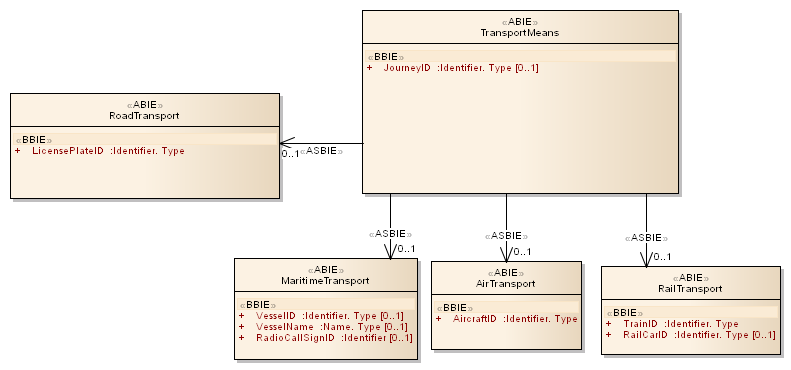 «ABIE»
TransportMeans
«BBIE»
+ JourneyID :Identifier. Type [0..1]
«ABIE»
RoadTransport
«BBIE»
+ LicensePlateID :Identifier. Type
0..1
«ASBIE»
«ASBIE»
0..1
«ASBIE»
0..1
«ASBIE»
0..1
«ABIE»
MaritimeTransport
«BBIE»
+ VesselID :Identifier. Type [0..1]
+ VesselName :Name. Type [0..1]
+ RadioCallSignID :Identifier [0..1]
«ABIE»
AirTransport
«BBIE»
+ AircraftID :Identifier. Type
«ABIE»
RailTransport
«BBIE»
+ TrainID :Identifier. Type
+ RailCarID :Identifier. Type [0..1]